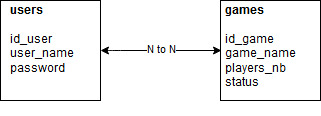 users
id_user
user_name
password
N to N
games
id_game
game_name
players_nb
status